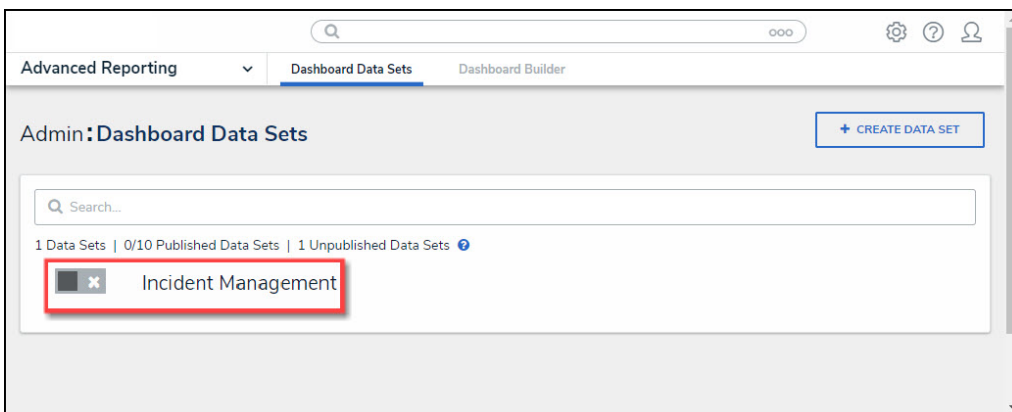 Advanced Reporting Dashboard Data Sets Dashboard Builder
Admin:Dashboard Data Sets
+ CREATE DATA SET
Search...
1 Data Sets | 0/10 Published Data Sets | 1 Unpublished Data Sets ?
Incident Management